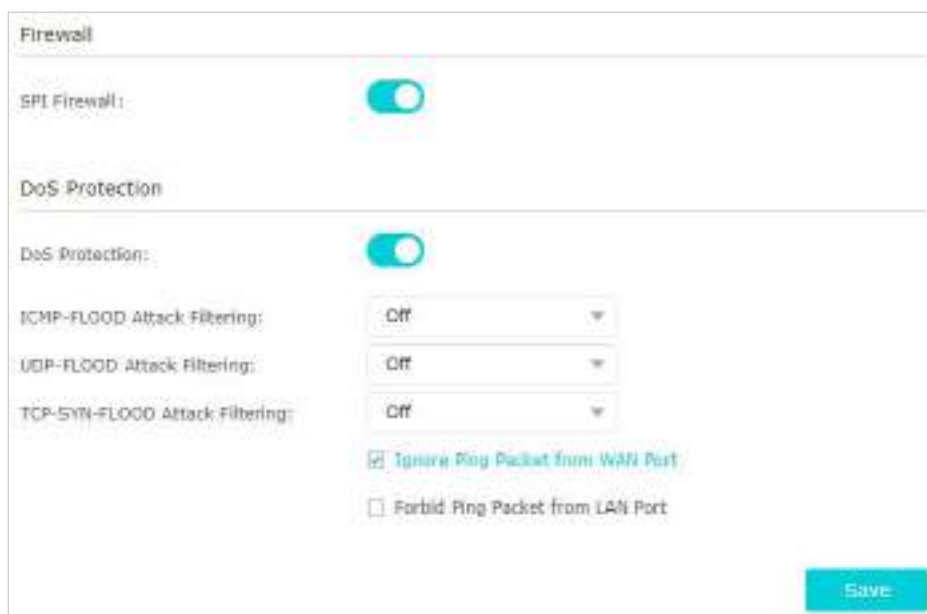 Firewall
SPI Firewall:
DoS Protection
DoS Protection:
ICMP-FLOOD Attack Filtering: Off
UDP-FLOOD Attack Filtering: Off
TCP-SYN-FLOOD Attack Filtering: Off
Ignore Ping Packet from WAN Port
Forbid Ping Packet from LAN Port
Save